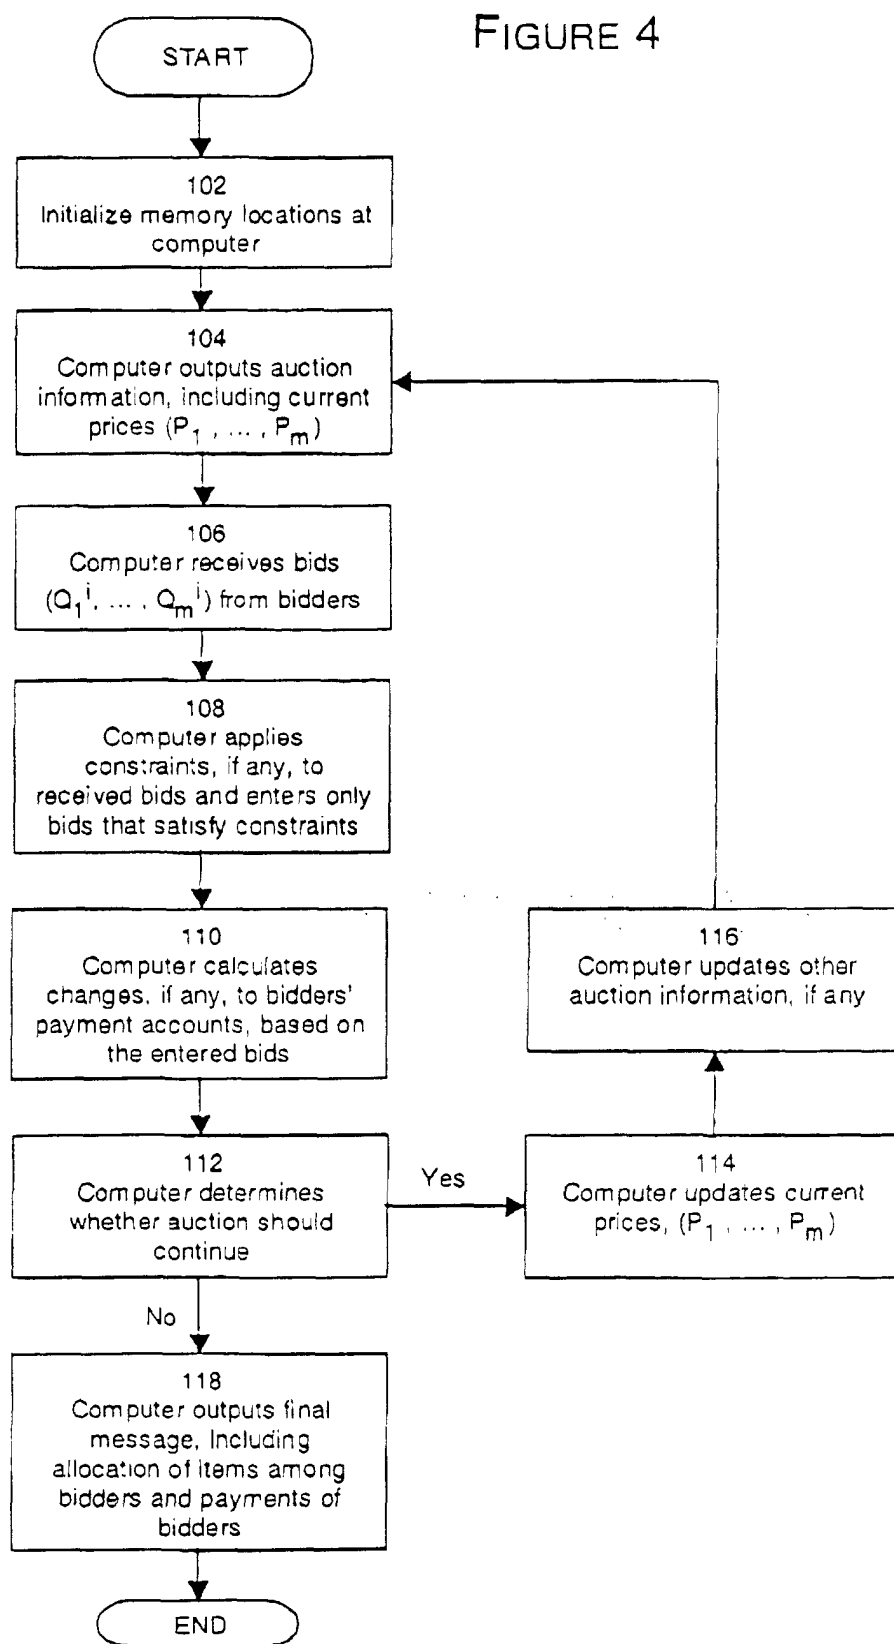 FIGURE 4
START
102
Initialize memory locations at
computer
104
Computer outputs auction
information, including current
prices (P1 , ... , Pm)
106
Computer receives bids
(Q1^i, ... , Qm^i) from bidders
108
Computer applies
constraints, if any, to
received bids and enters only
bids that satisfy constraints
110
Computer calculates
changes, if any, to bidders'
payment accounts, based on
the entered bids
112
Computer determines
whether auction should
continue
Yes
114
Computer updates current
prices, (P1 , ... , Pm)
116
Computer updates other
auction information, if any
No
118
Computer outputs final
message, Including
allocation of items among
bidders and payments of
bidders
END